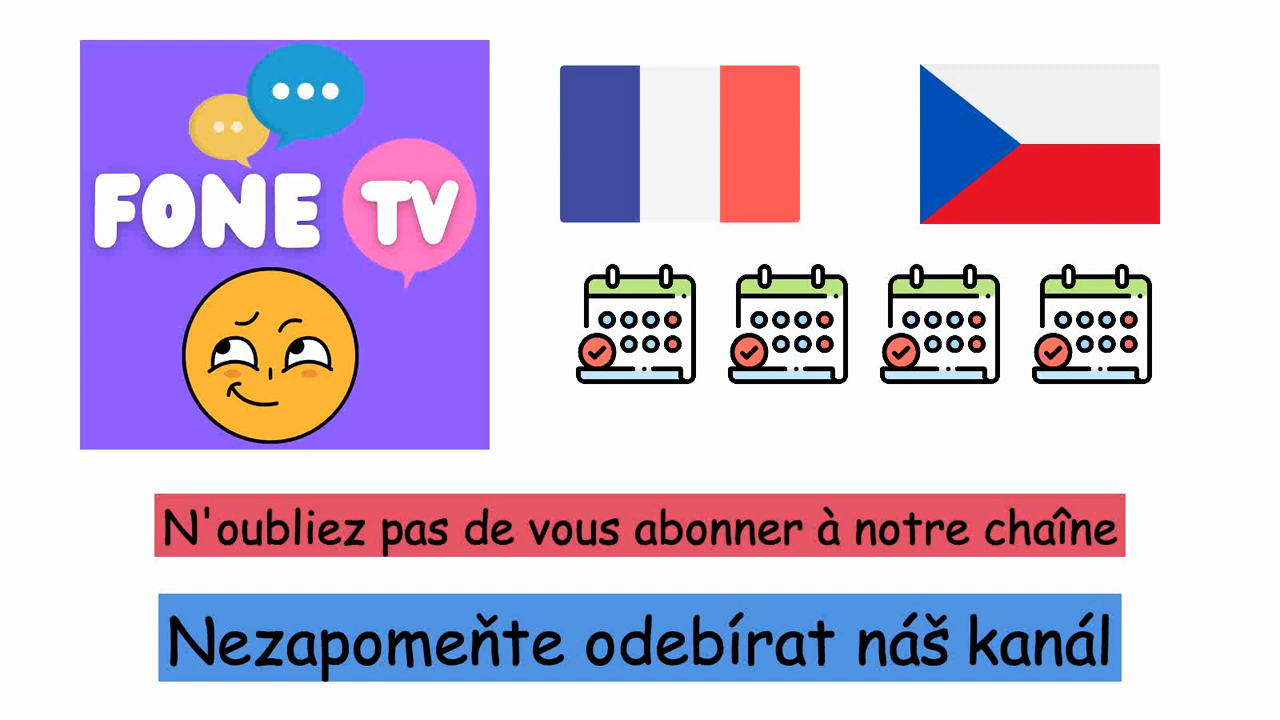 FONE TV
N'oubliez pas de vous abonner à notre chaîne
Nezapomeňte odebírat náš kanál